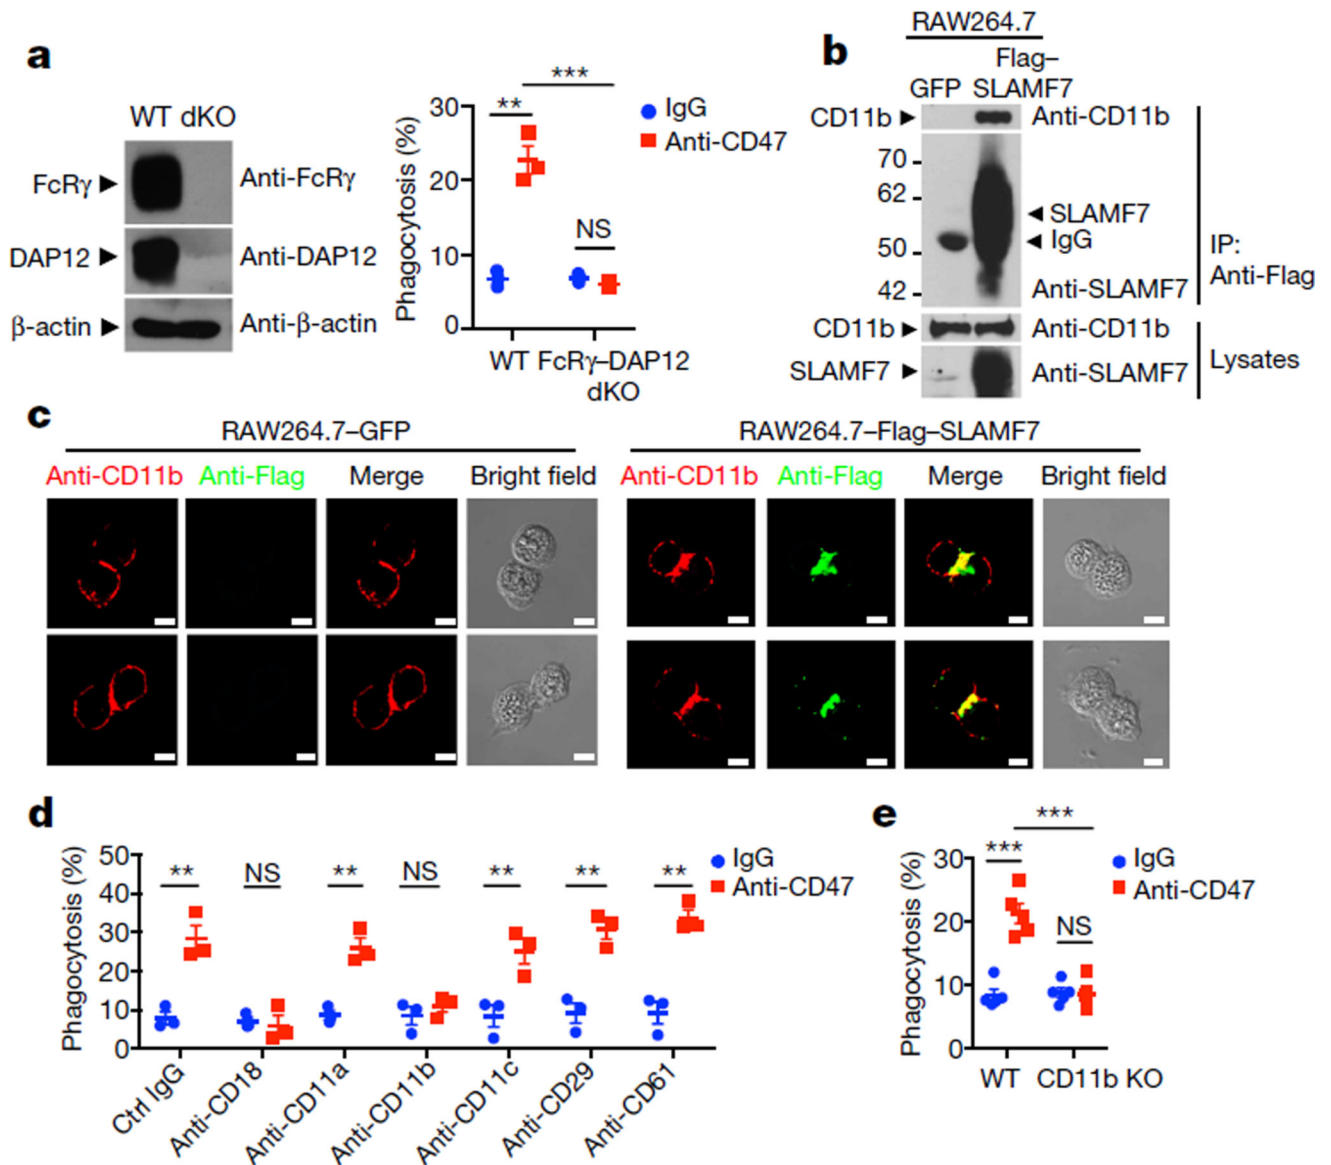 a
WT dKO
FcRγ
Anti-FcRγ
DAP12
Anti-DAP12
β-actin
Anti-β-actin
Phagocytosis (%)
30
20
10
0
**
***
NS
IgG
Anti-CD47
WT FcRγ–DAP12
dKO
b
RAW264.7
Flag–
GFP SLAMF7
CD11b
Anti-CD11b
70
62
50
42
SLAMF7
IgG
Anti-SLAMF7
IP:
Anti-Flag
CD11b
Anti-CD11b
SLAMF7
Anti-SLAMF7
Lysates
c
RAW264.7–GFP
Anti-CD11b Anti-Flag Merge Bright field
RAW264.7–Flag–SLAMF7
Anti-CD11b Anti-Flag Merge Bright field
d
Phagocytosis (%)
50
40
30
20
10
0
** NS ** NS ** ** **
IgG
Anti-CD47
Ctrl IgG
Anti-CD18
Anti-CD11a
Anti-CD11b
Anti-CD11c
Anti-CD29
Anti-CD61
e
Phagocytosis (%)
30
20
10
0
***
***
NS
IgG
Anti-CD47
WT CD11b KO